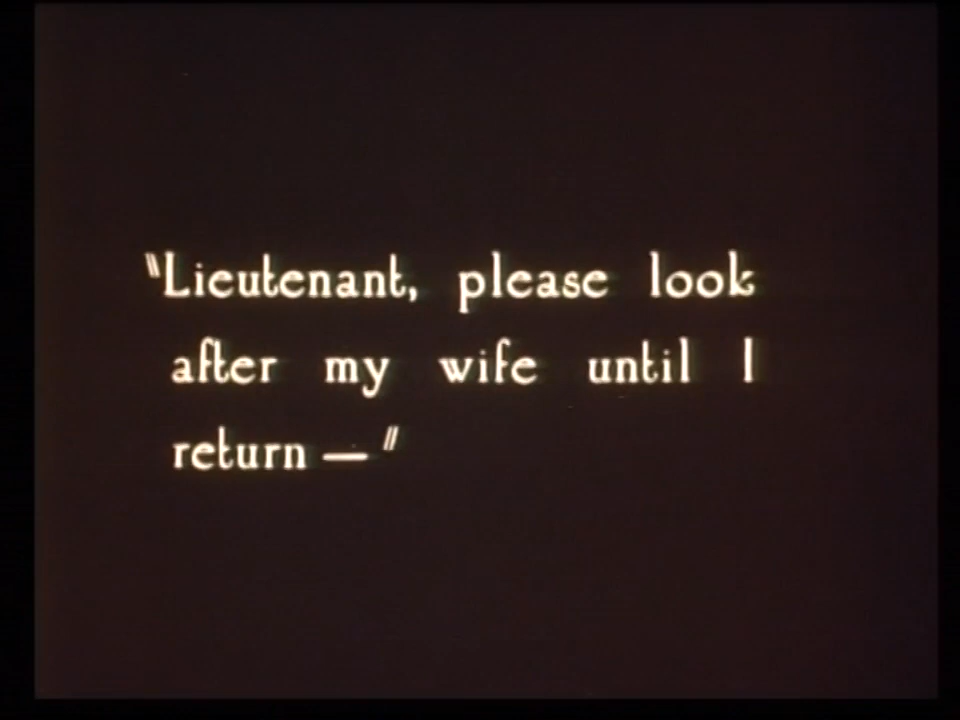 "Lieutenant, please look
after my wife until I
return — "